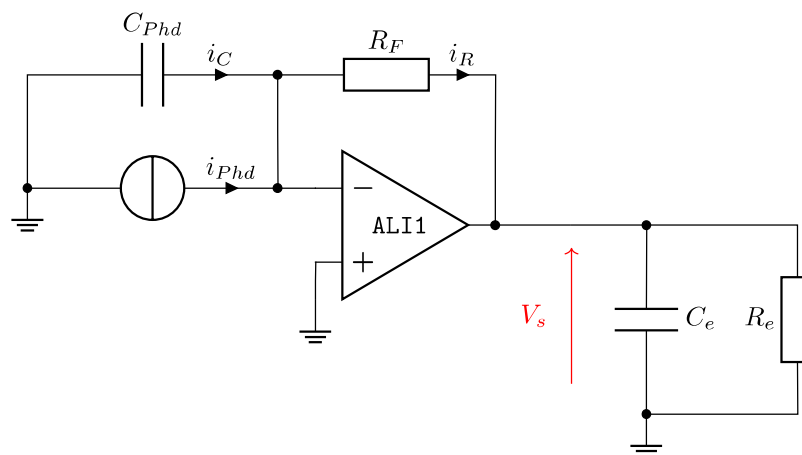 C_{Phd}
i_C
R_F
i_R
i_{Phd}
−
ALI1
+
V_s
C_e
R_e